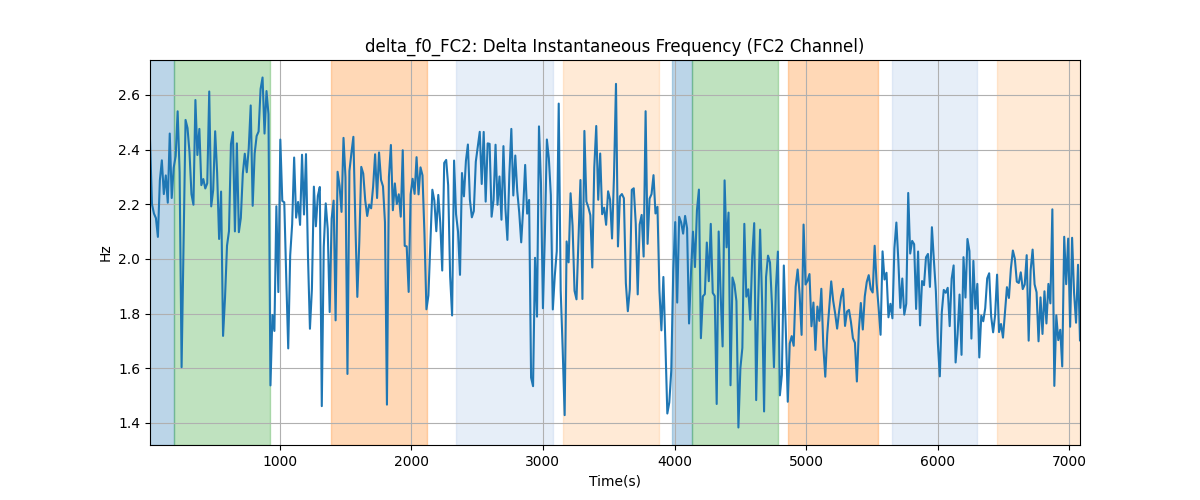 delta_f0_FC2: Delta Instantaneous Frequency (FC2 Channel)
Hz
2.6
2.4
2.2
2.0
1.8
1.6
1.4
1000 2000 3000 4000 5000 6000 7000
Time(s)